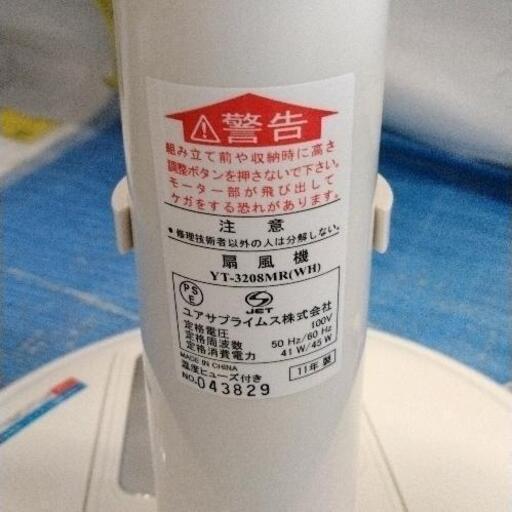 警告
組み立て前や収納時に高さ
調整ボタンを押さないで下さい。
モーター部が飛び出して
ケガをする恐れがあります。
注意
●修理技術者以外の人は分解しない。
扇風機
YT-3208MR(WH)
PS
E
JET
ユアサプライムス株式会社
定格電圧 100V
定格周波数 50 Hz/60 Hz
定格消費電力 41 W/45 W
MADE IN CHINA
温度ヒューズ付き 11年製
NO.043829